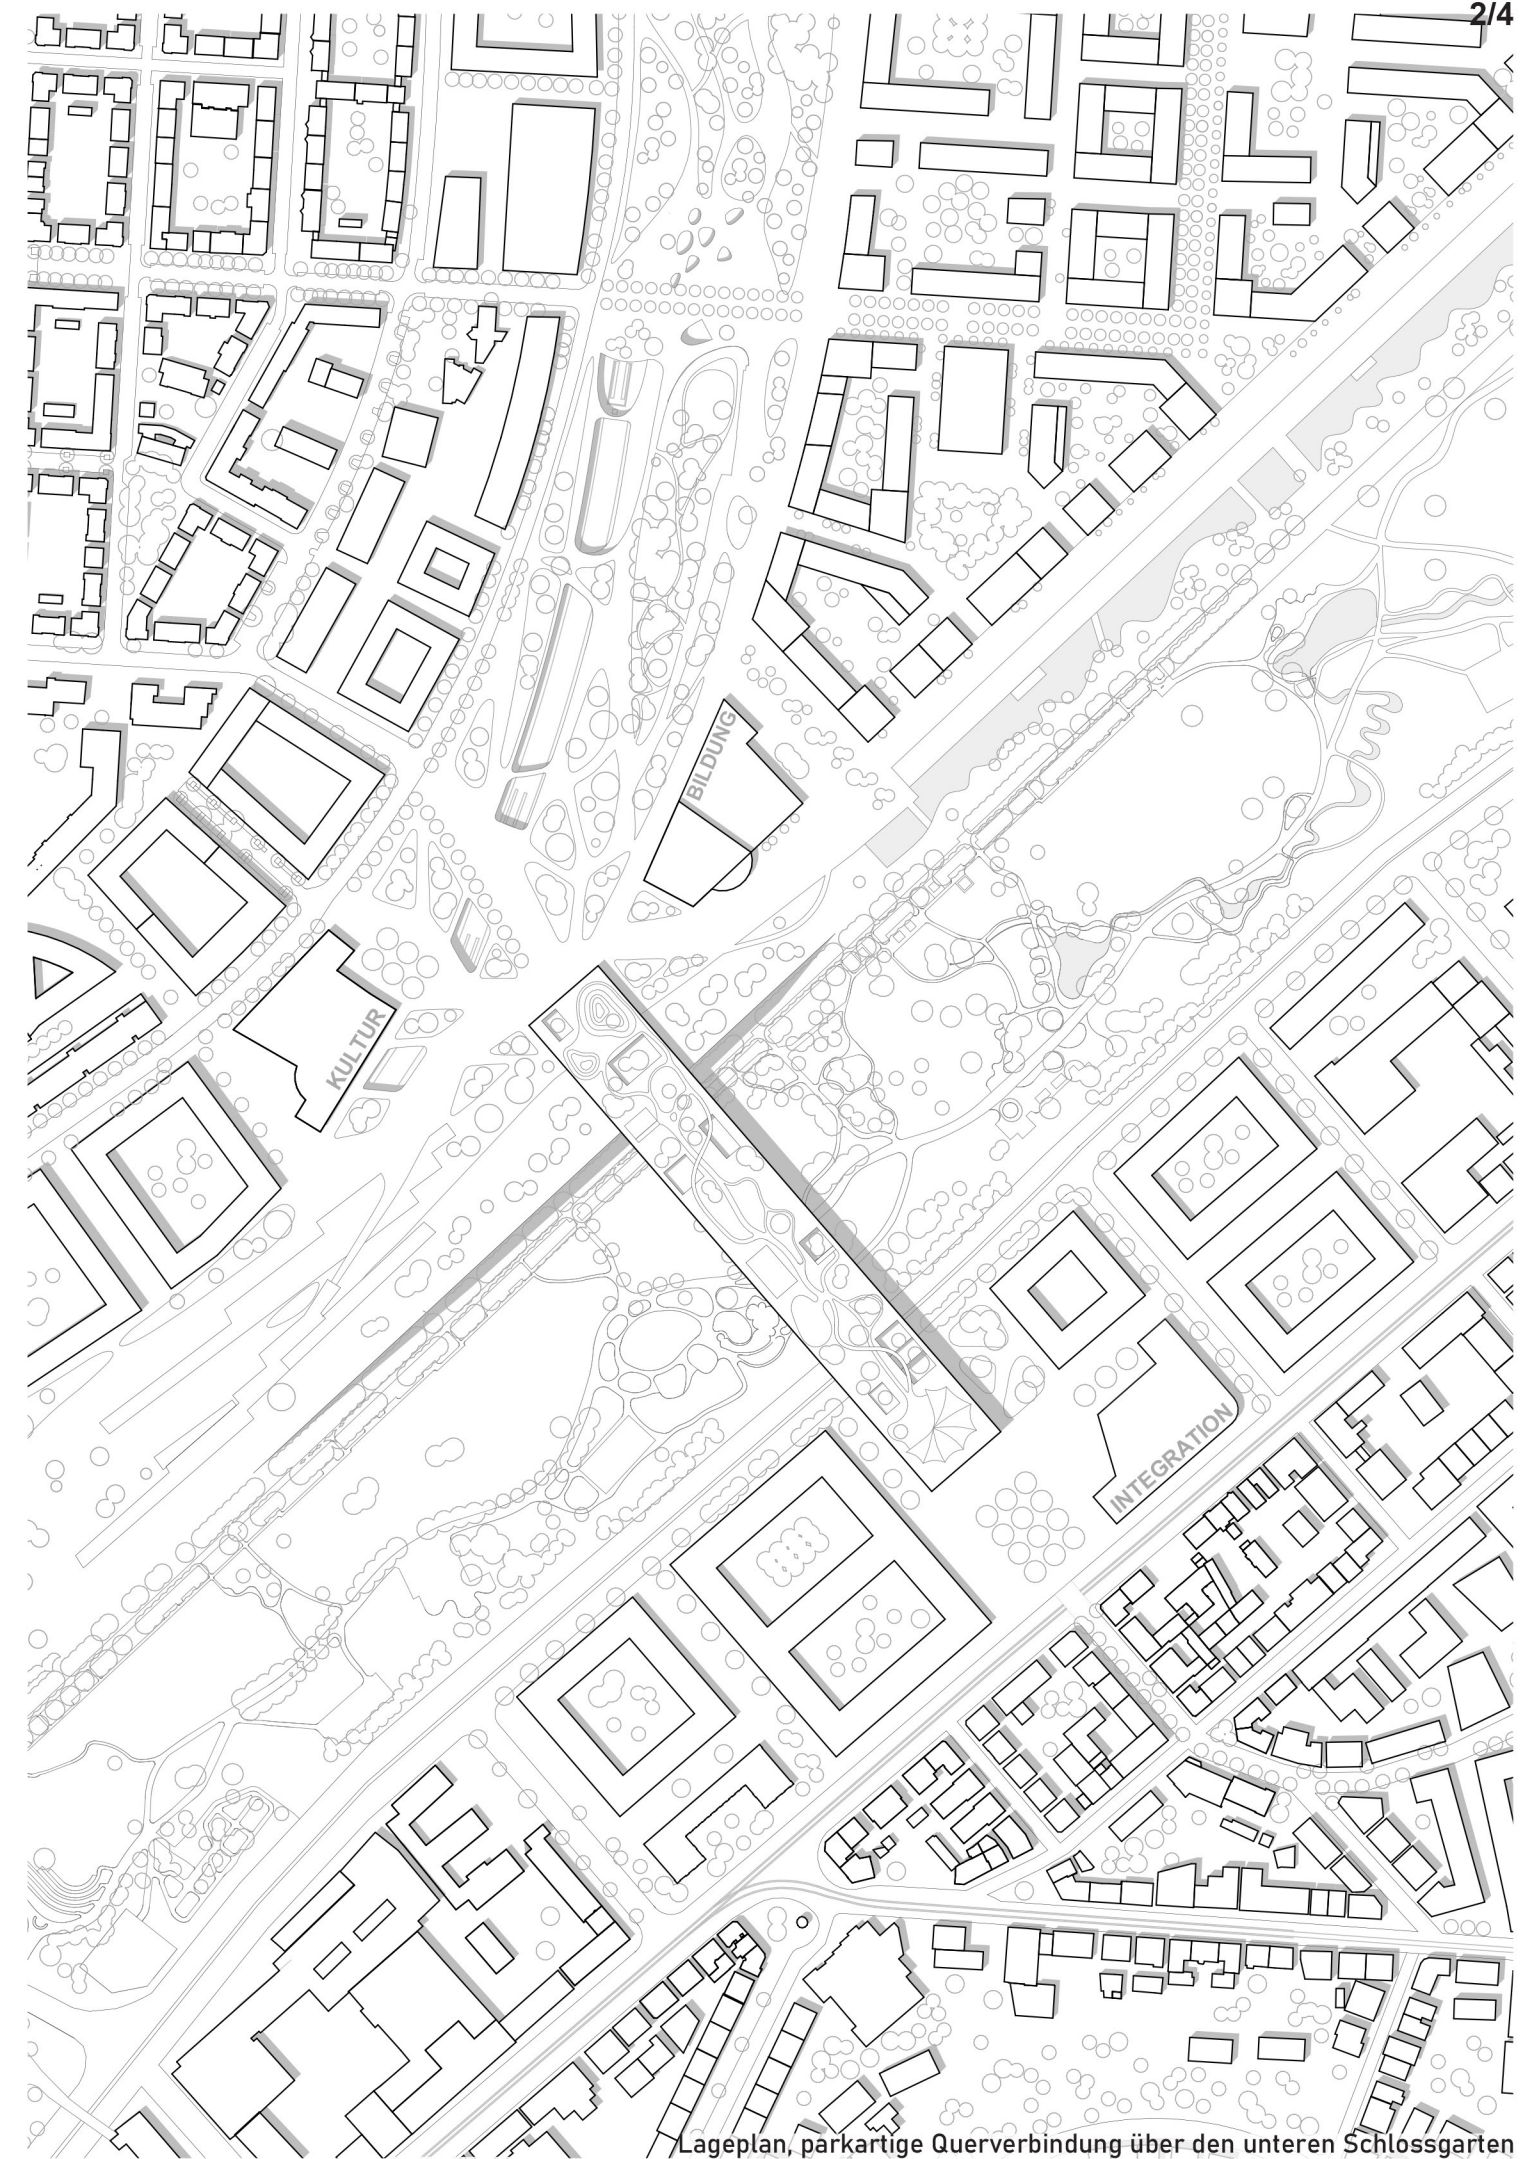 2/4
BILDUNG
KULTUR
INTEGRATION
Lageplan, parkartige Querverbindung über den unteren Schlossgarten